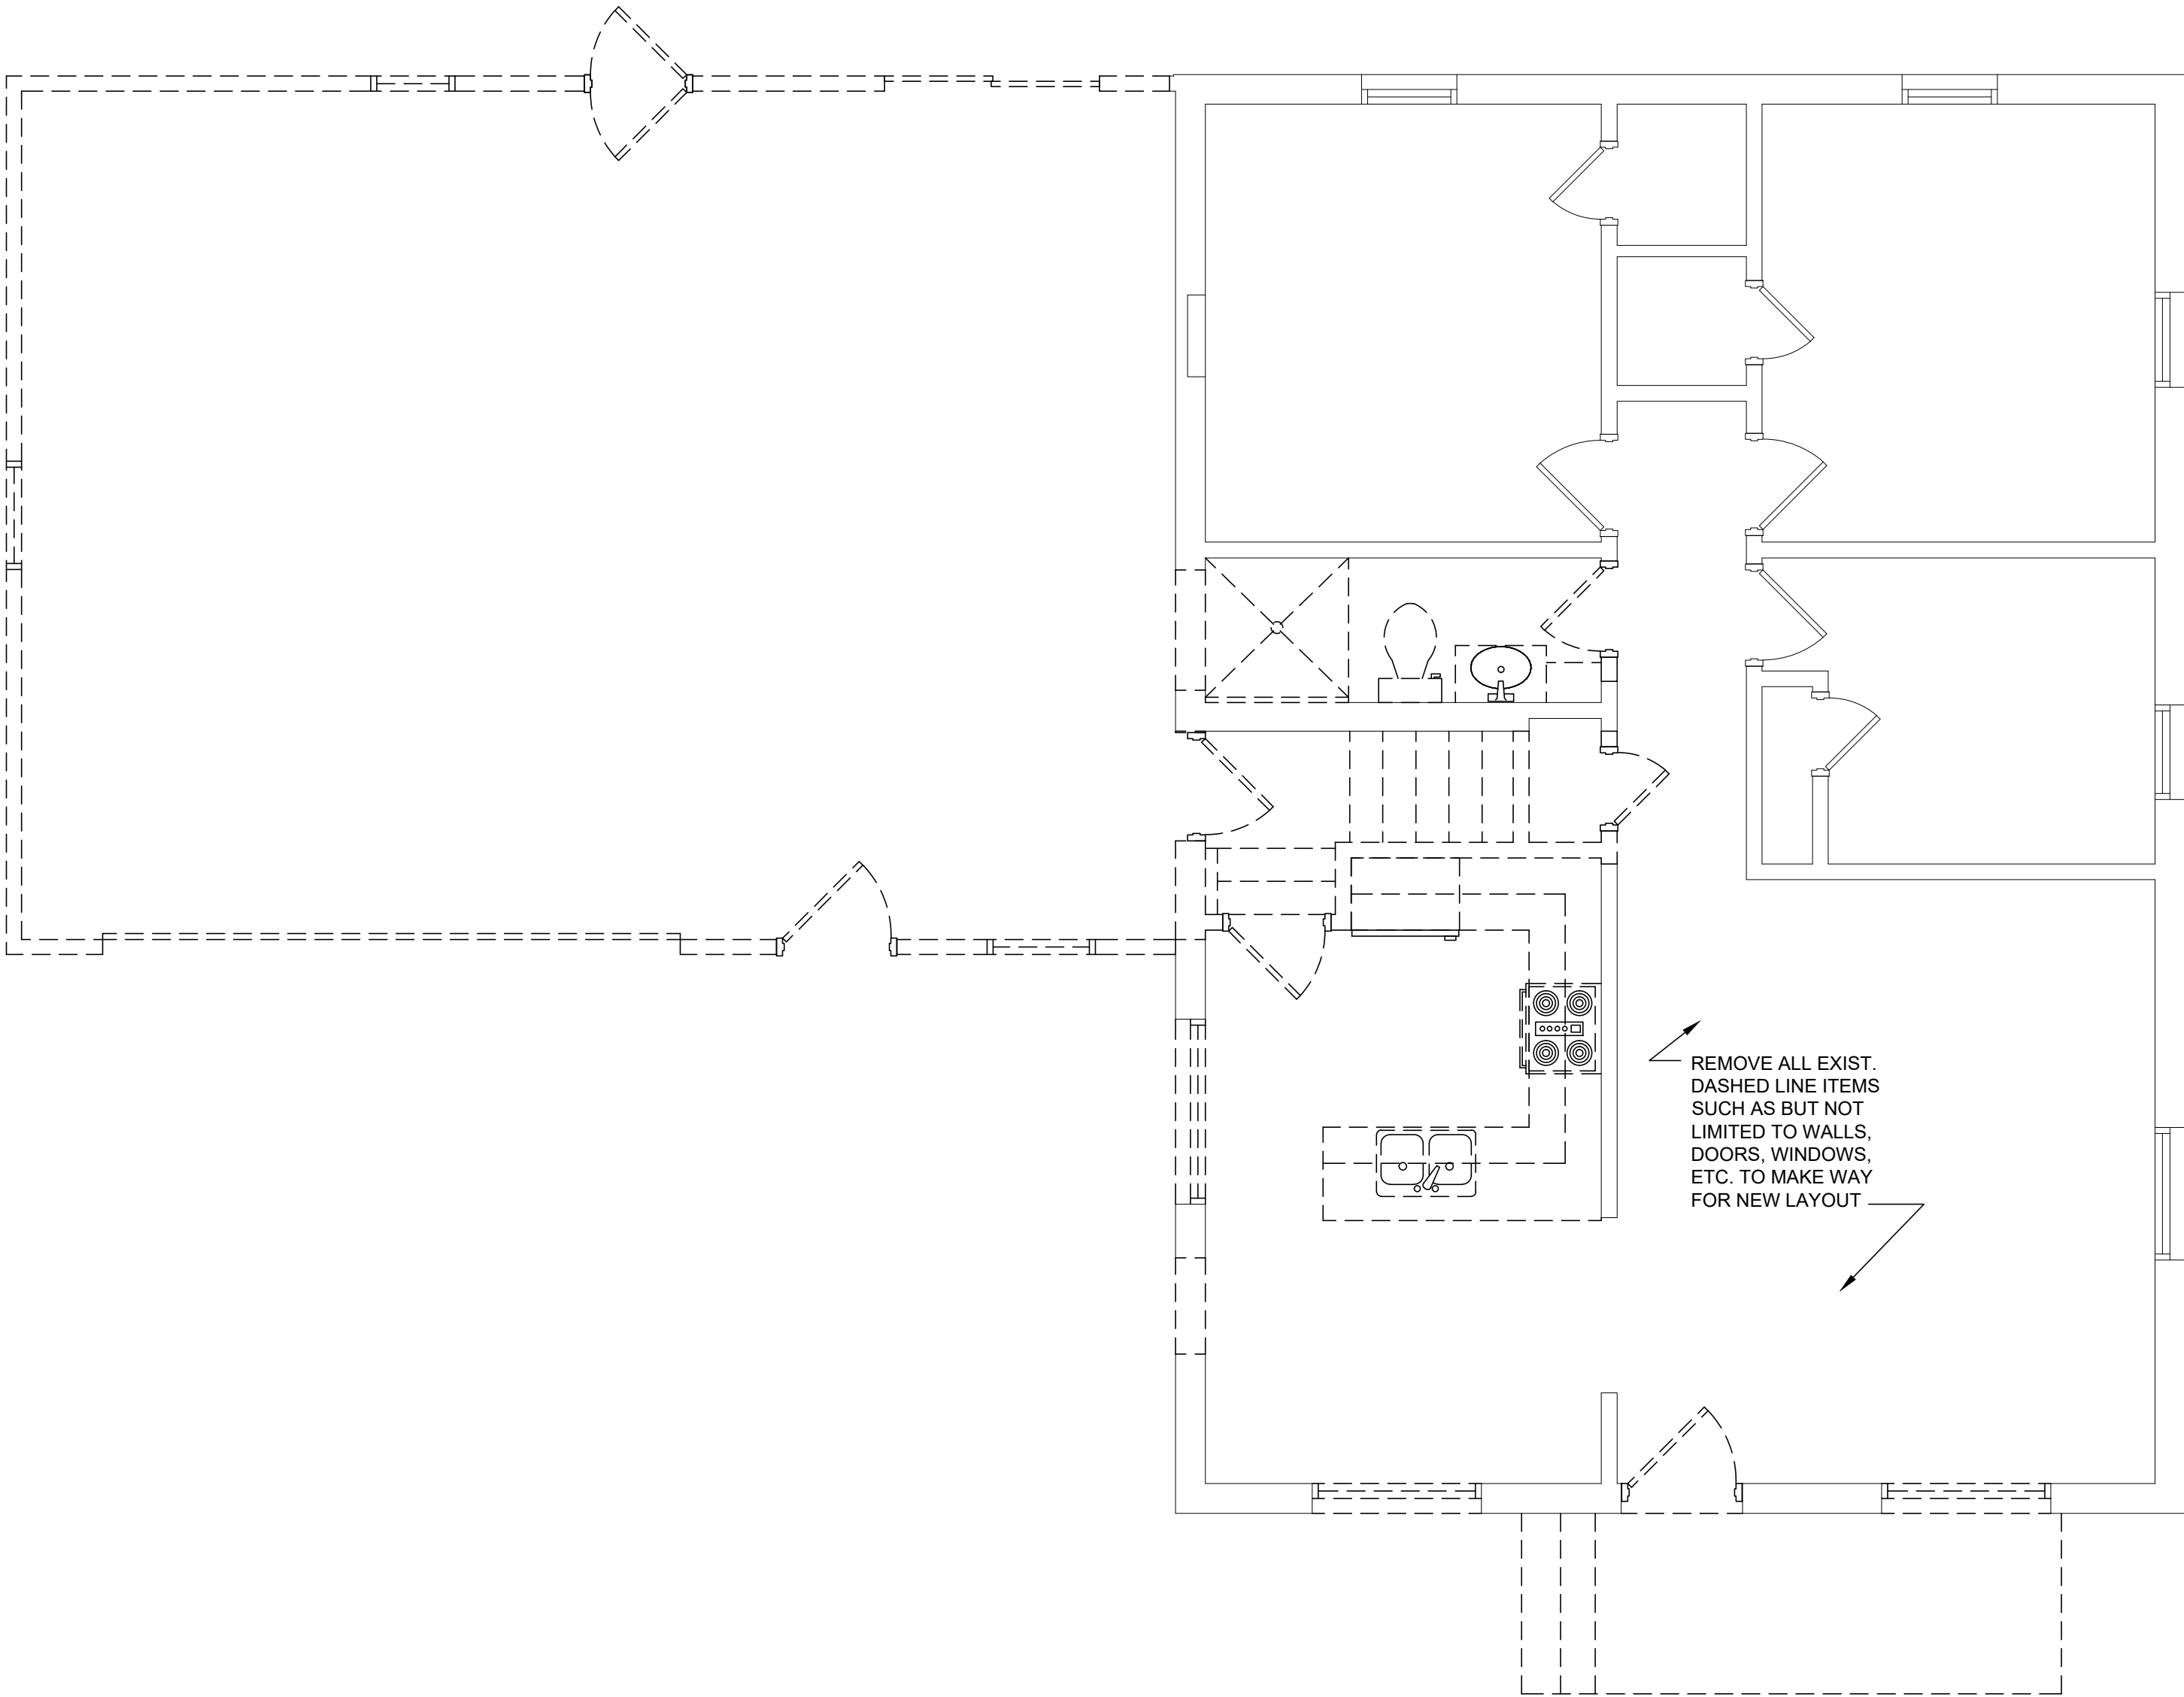 REMOVE ALL EXIST.
DASHED LINE ITEMS
SUCH AS BUT NOT
LIMITED TO WALLS,
DOORS, WINDOWS,
ETC. TO MAKE WAY
FOR NEW LAYOUT